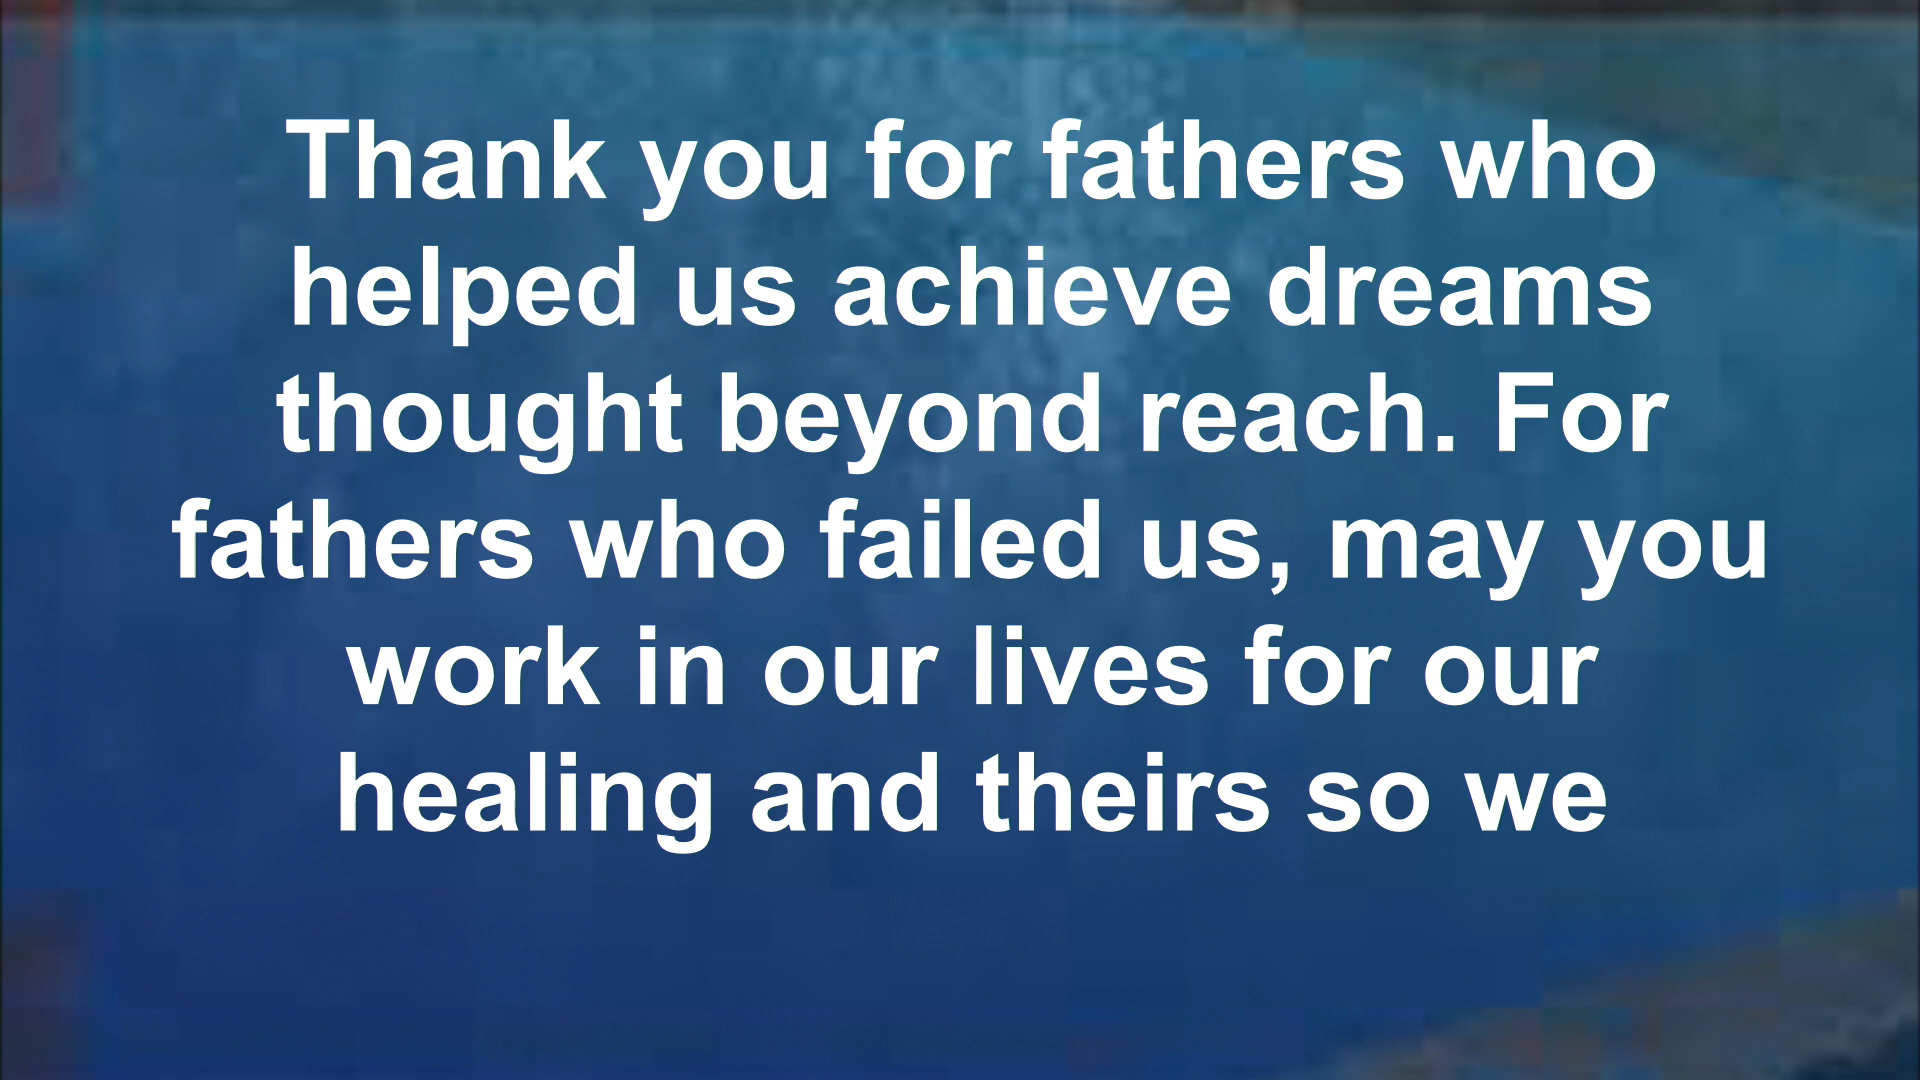 Thank you for fathers who
helped us achieve dreams
thought beyond reach. For
fathers who failed us, may you
work in our lives for our
healing and theirs so we